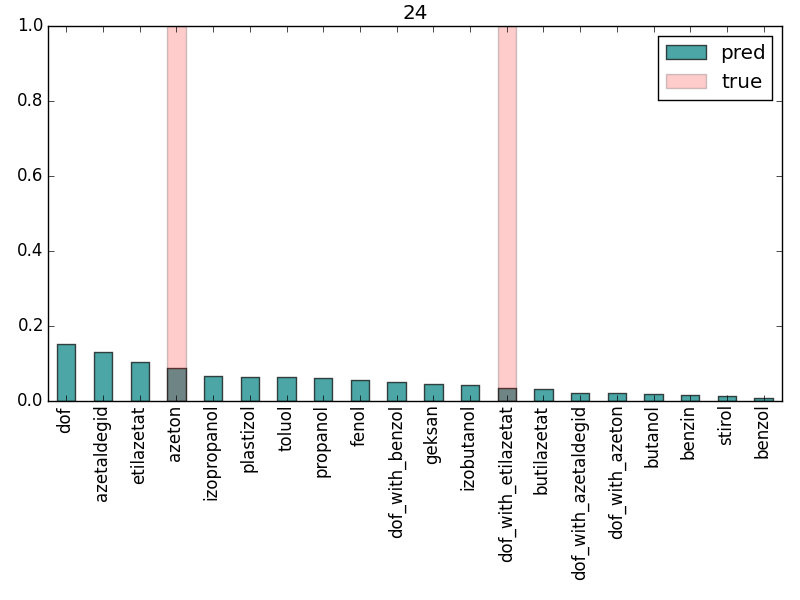 24
1.0
0.8
0.6
0.4
0.2
0.0
pred
true
dof
azetaldegid
etilazetat
azeton
izopropanol
plastizol
toluol
propanol
fenol
dof_with_benzol
geksan
izobutanol
dof_with_etilazetat
butilazetat
dof_with_azetaldegid
dof_with_azeton
butanol
benzin
stirol
benzol